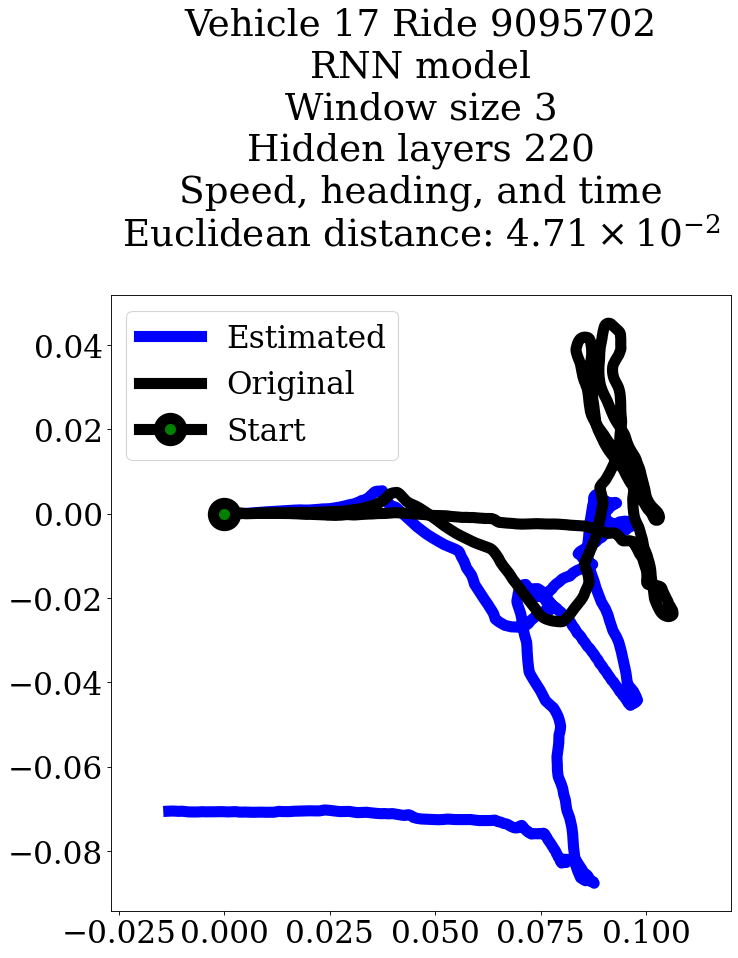 Vehicle 17 Ride 9095702
RNN model
Window size 3
Hidden layers 220
Speed, heading, and time
Euclidean distance: 4.71 × 10⁻²
Estimated
Original
Start
0.04
0.02
0.00
−0.02
−0.04
−0.06
−0.08
−0.025 0.000 0.025 0.050 0.075 0.100